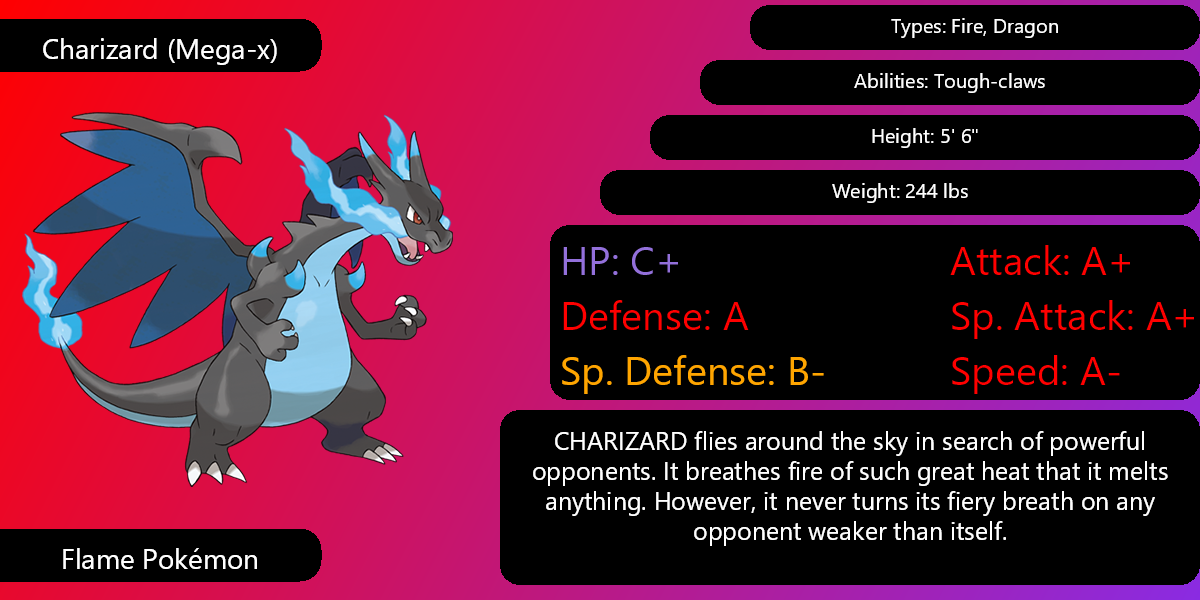 Charizard (Mega-x)
Types: Fire, Dragon
Abilities: Tough-claws
Height: 5' 6"
Weight: 244 lbs
HP: C+
Attack: A+
Defense: A
Sp. Attack: A+
Sp. Defense: B-
Speed: A-
CHARIZARD flies around the sky in search of powerful
opponents. It breathes fire of such great heat that it melts
anything. However, it never turns its fiery breath on any
opponent weaker than itself.
Flame Pokémon